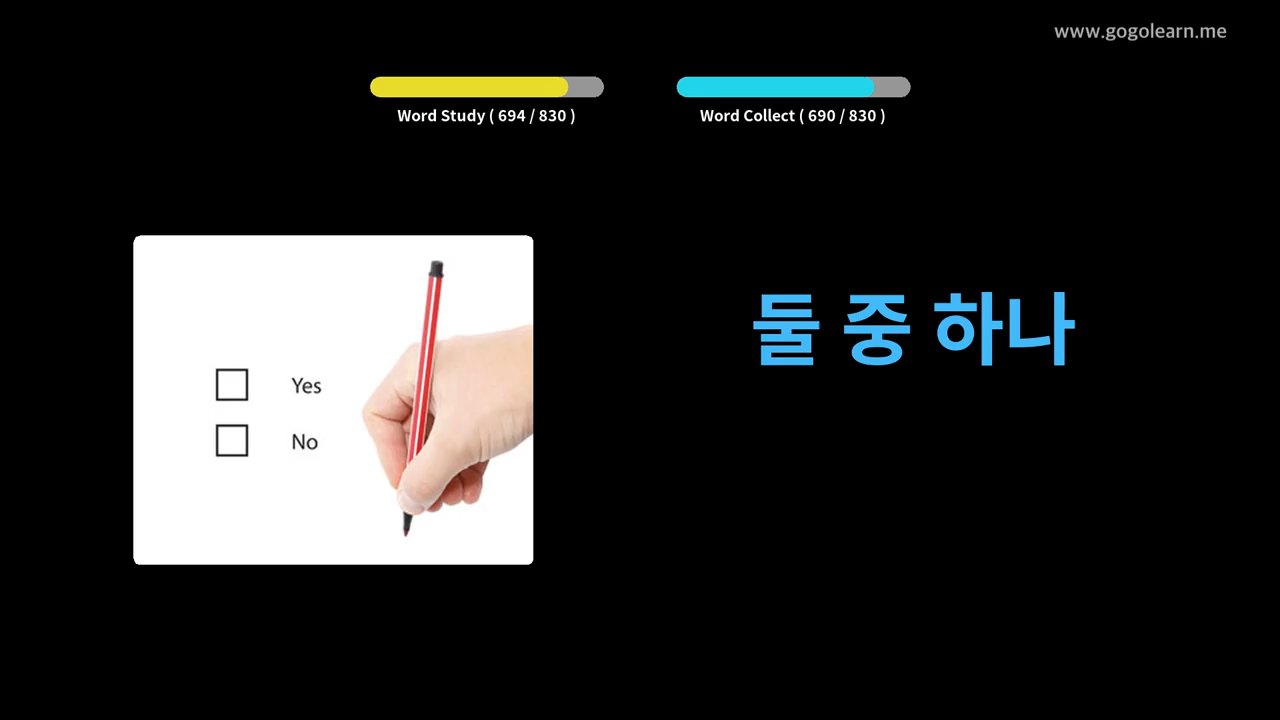 www.gogolearn.me
Word Study ( 694 / 830 )
Word Collect ( 690 / 830 )
둘 중 하나
Yes
No